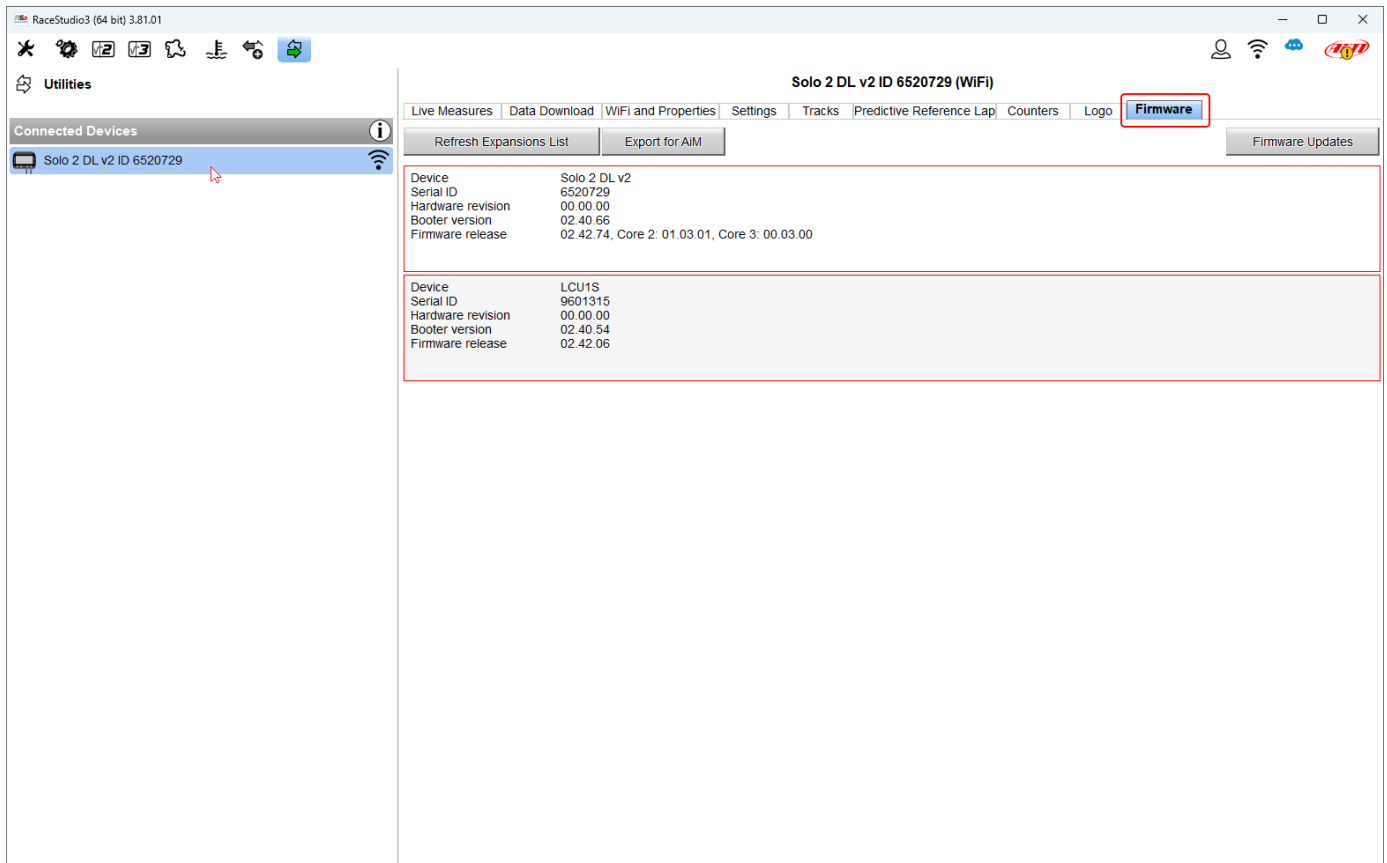 RaceStudio3 (64 bit) 3.81.01
Utilities
Connected Devices
Solo 2 DL v2 ID 6520729
Solo 2 DL v2 ID 6520729 (WiFi)
Live Measures Data Download WiFi and Properties Settings Tracks Predictive Reference Lap Counters Logo Firmware
Refresh Expansions List Export for AiM Firmware Updates
Device Solo 2 DL v2
Serial ID 6520729
Hardware revision 00.00.00
Booter version 02.40.66
Firmware release 02.42.74, Core 2: 01.03.01, Core 3: 00.03.00
Device LCU1S
Serial ID 9601315
Hardware revision 00.00.00
Booter version 02.40.54
Firmware release 02.42.06